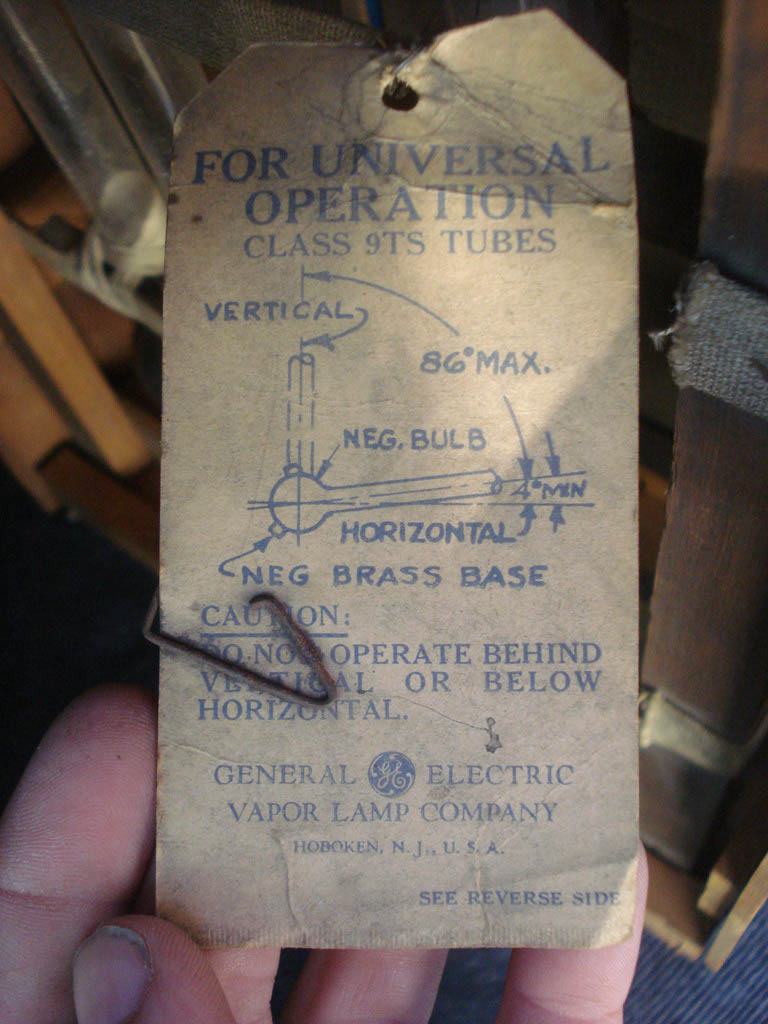 FOR UNIVERSAL
OPERATION
CLASS 9TS TUBES
VERTICAL
86° MAX.
NEG. BULB
4° MIN
HORIZONTAL
NEG BRASS BASE
CAUTION:
DO NOT OPERATE BEHIND
VERTICAL OR BELOW
HORIZONTAL.
GENERAL GE ELECTRIC
VAPOR LAMP COMPANY
HOBOKEN, N. J., U. S. A.
SEE REVERSE SIDE